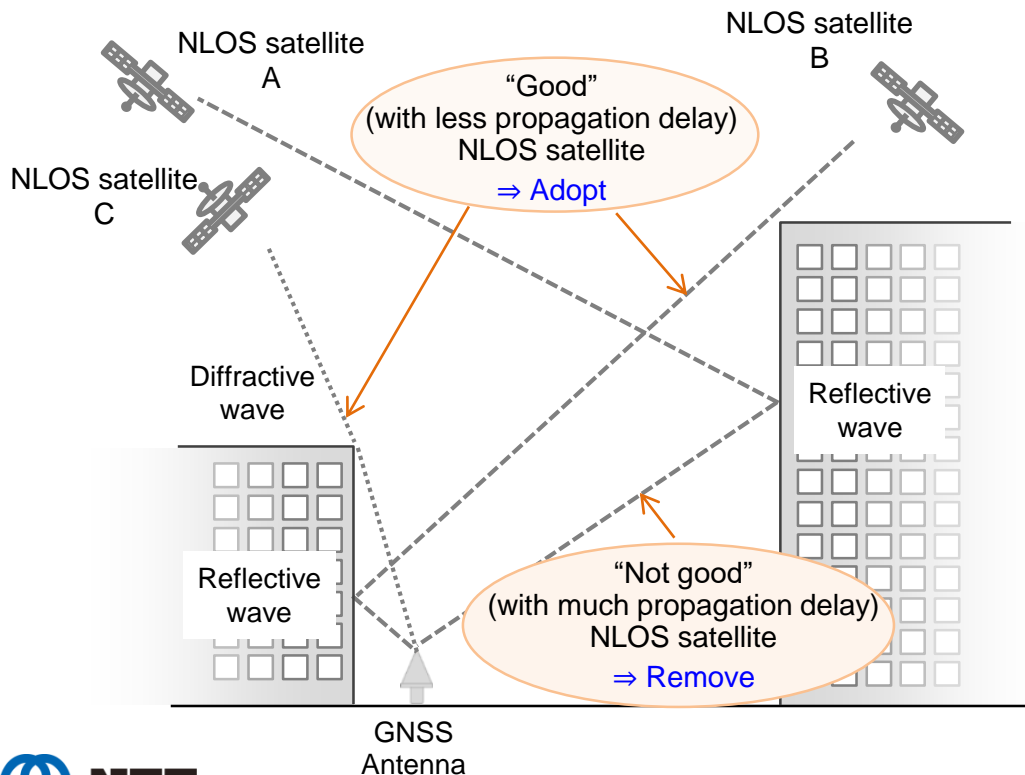 NLOS satellite
A
NLOS satellite
B
“Good”
(with less propagation delay)
NLOS satellite
⇒ Adopt
NLOS satellite
C
Diffractive
wave
Reflective
wave
Reflective
wave
“Not good”
(with much propagation delay)
NLOS satellite
⇒ Remove
GNSS
Antenna